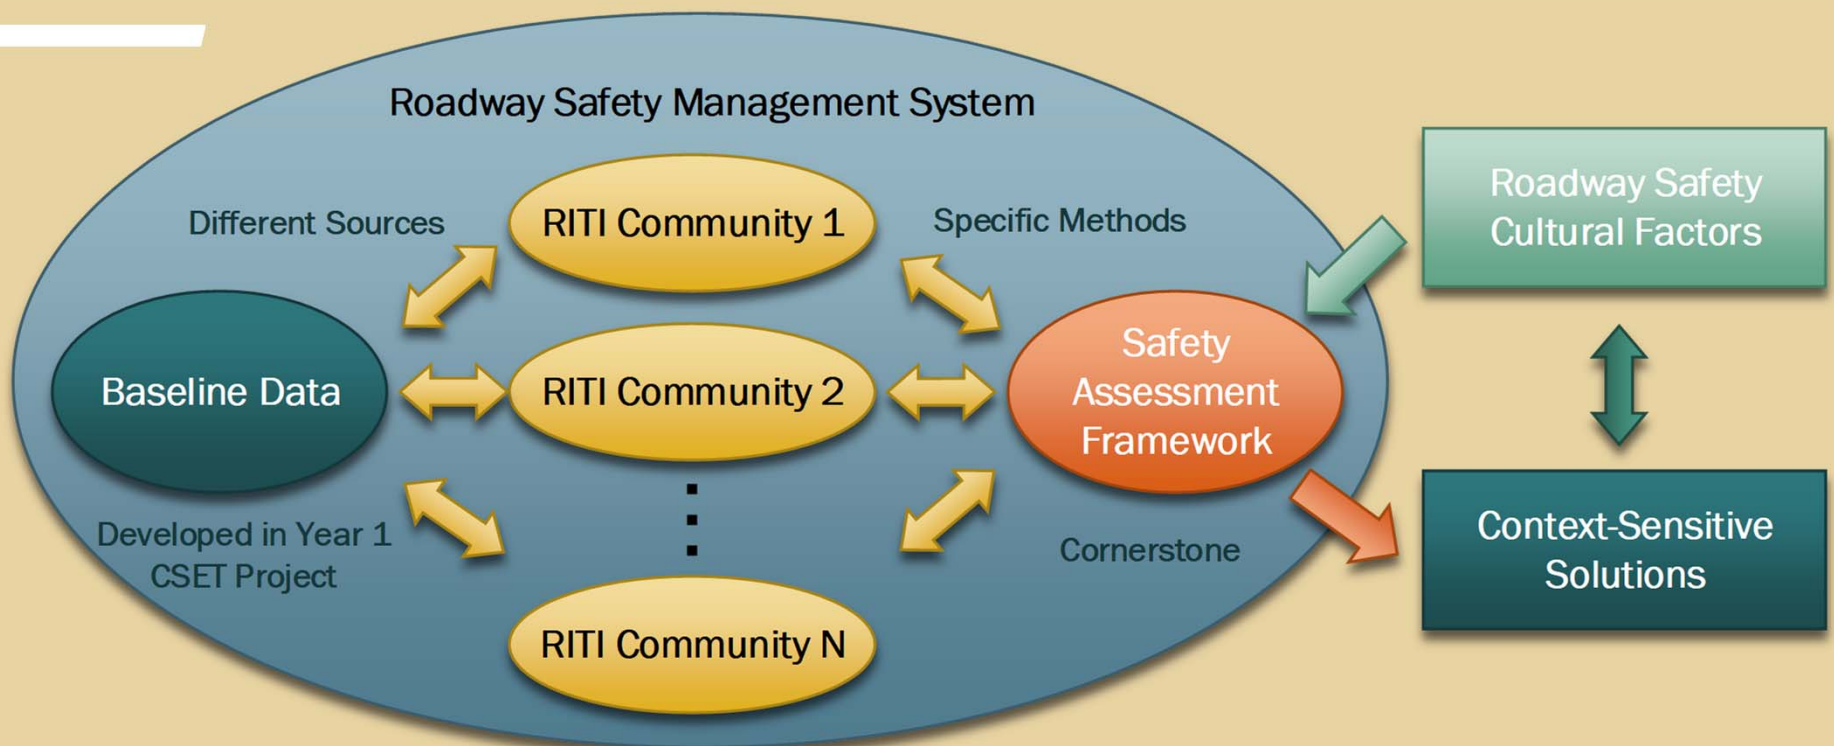 Roadway Safety Management System
Different Sources
RITI Community 1
Specific Methods
Roadway Safety
Cultural Factors
Baseline Data
RITI Community 2
Safety
Assessment
Framework
Developed in Year 1
CSET Project
Cornerstone
Context-Sensitive
Solutions
RITI Community N